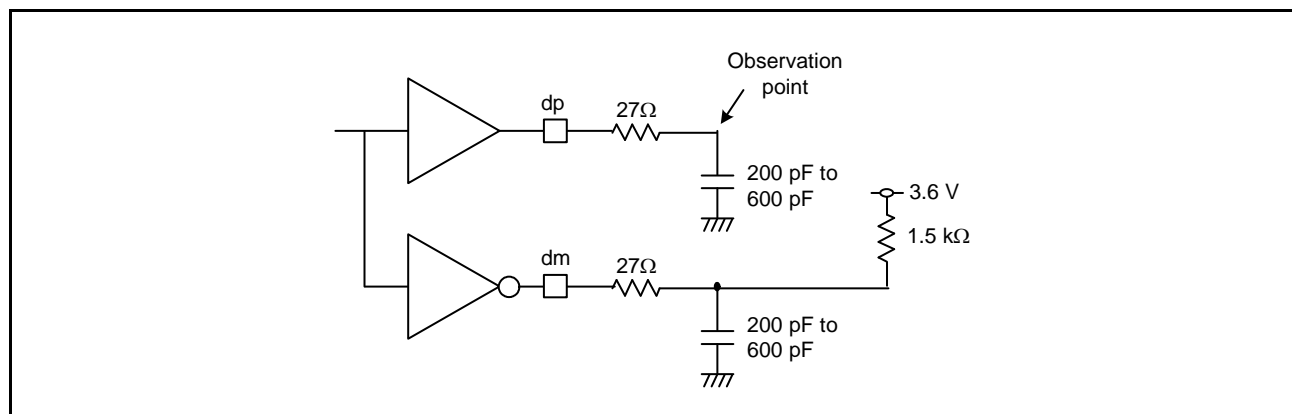 Observation
point
dp
27Ω
200 pF to
600 pF
3.6 V
1.5 kΩ
dm
27Ω
200 pF to
600 pF